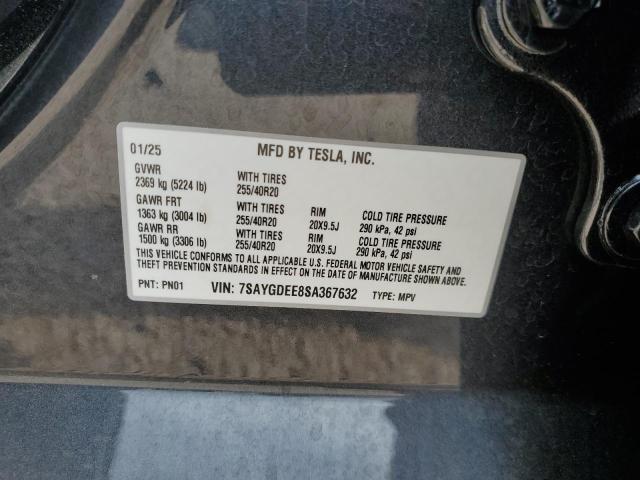 01/25 MFD BY TESLA, INC.
GVWR
2369 kg (5224 lb) WITH TIRES 255/40R20
GAWR FRT
1363 kg (3004 lb) WITH TIRES 255/40R20 RIM 20X9.5J COLD TIRE PRESSURE 290 kPa, 42 psi
GAWR RR
1500 kg (3306 lb) WITH TIRES 255/40R20 RIM 20X9.5J COLD TIRE PRESSURE 290 kPa, 42 psi
THIS VEHICLE CONFORMS TO ALL APPLICABLE U.S. FEDERAL MOTOR VEHICLE SAFETY AND
THEFT PREVENTION STANDARDS IN EFFECT ON THE DATE OF MANUFACTURE SHOWN ABOVE.
PNT: PN01 VIN: 7SAYGDEE8SA367632 TYPE: MPV